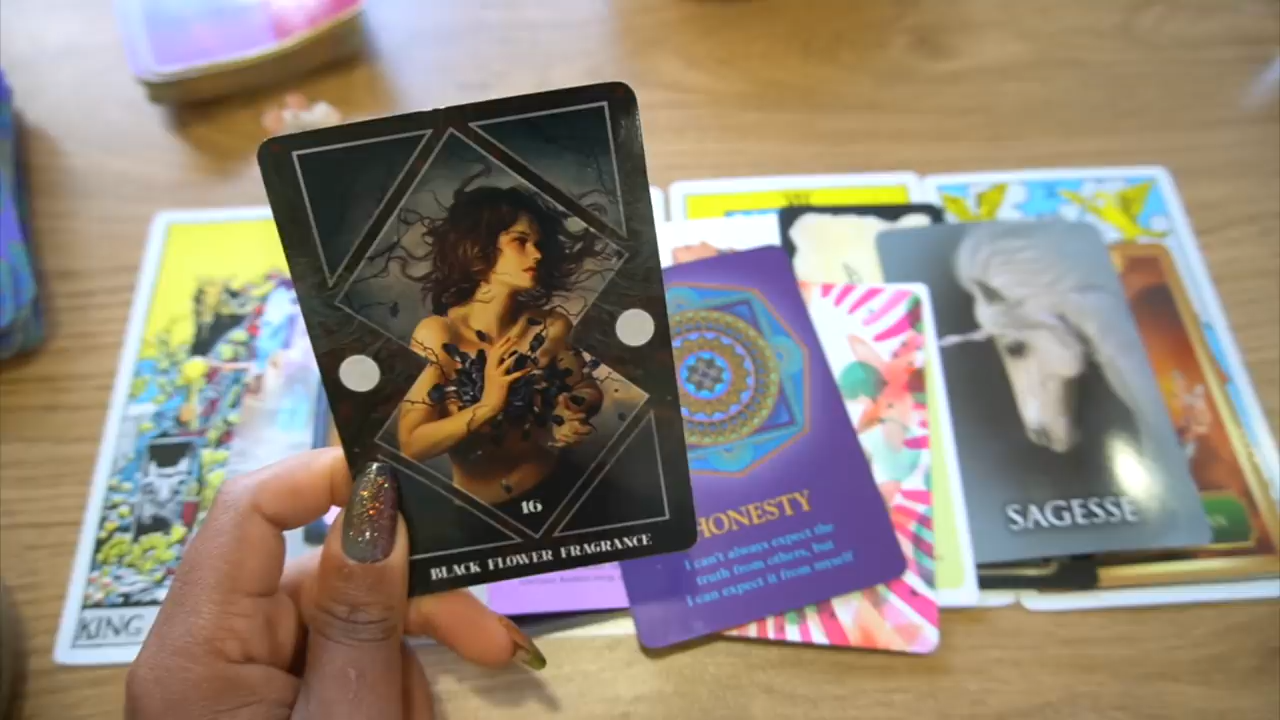 16
BLACK FLOWER FRAGRANCE
HONESTY
I can't always expect the
truth from others, but
I can expect it from myself
SAGESSE
KING